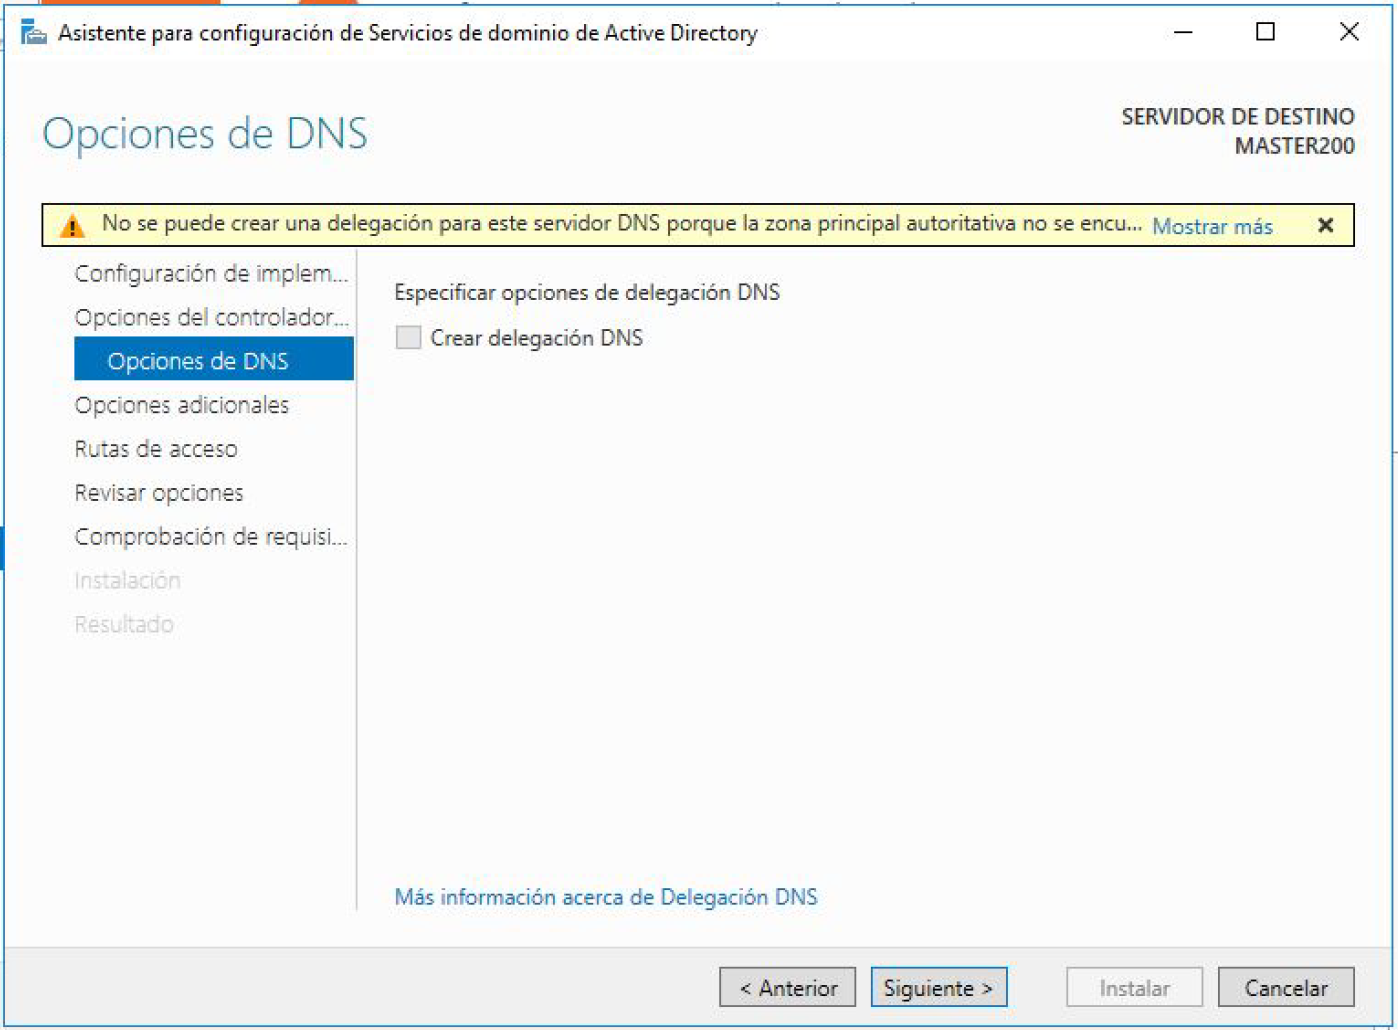 Asistente para configuración de Servicios de dominio de Active Directory
Opciones de DNS
SERVIDOR DE DESTINO
MASTER200
No se puede crear una delegación para este servidor DNS porque la zona principal autoritativa no se encu... Mostrar más
Configuración de implem...
Opciones del controlador...
Opciones de DNS
Opciones adicionales
Rutas de acceso
Revisar opciones
Comprobación de requisi...
Instalación
Resultado
Especificar opciones de delegación DNS
Crear delegación DNS
Más información acerca de Delegación DNS
< Anterior
Siguiente >
Instalar
Cancelar